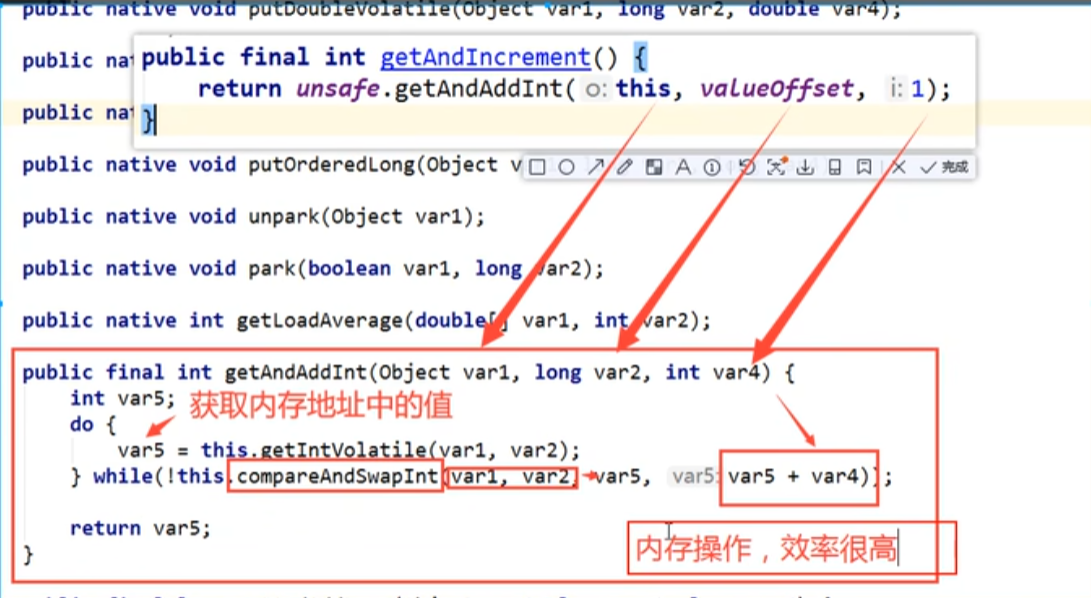 public native void putDoubleVolatile(Object var1, long var2, double var4);
public nat
public final int getAndIncrement() {
return unsafe.getAndAddInt( o: this, valueOffset, i: 1);
}
public nat
public native void putOrderedLong(Object v
完成
public native void unpark(Object var1);
public native void park(boolean var1, long var2);
public native int getLoadAverage(double[] var1, int var2);
public final int getAndAddInt(Object var1, long var2, int var4) {
int var5;
获取内存地址中的值
do {
var5 = this.getIntVolatile(var1, var2);
} while(!this.compareAndSwapInt(var1, var2, var5, var5: var5 + var4));
return var5;
内存操作，效率很高
}